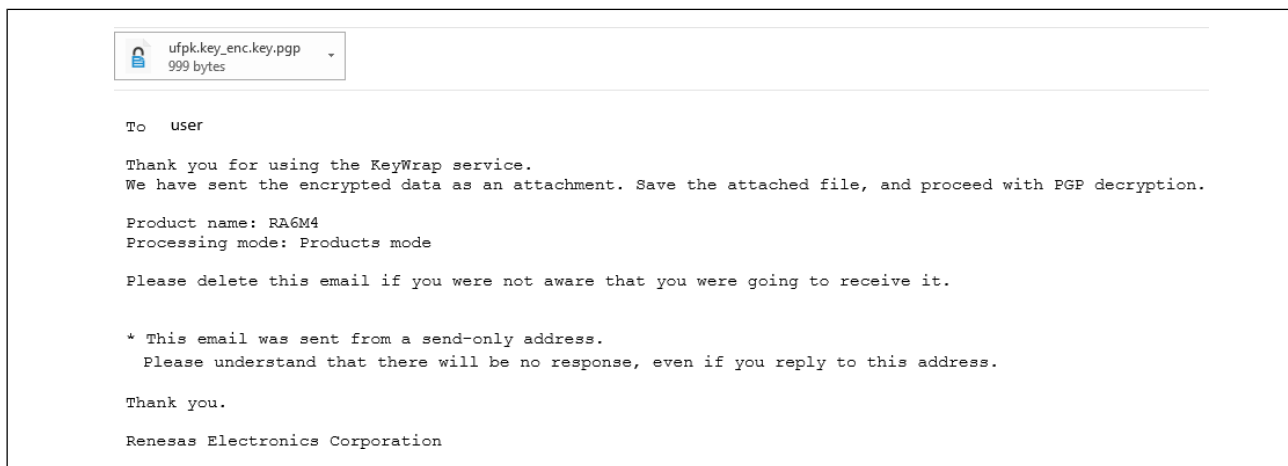 ufpk.key_enc.key.pgp
999 bytes
To user
Thank you for using the KeyWrap service.
We have sent the encrypted data as an attachment. Save the attached file, and proceed with PGP decryption.
Product name: RA6M4
Processing mode: Products mode
Please delete this email if you were not aware that you were going to receive it.
* This email was sent from a send-only address.
Please understand that there will be no response, even if you reply to this address.
Thank you.
Renesas Electronics Corporation